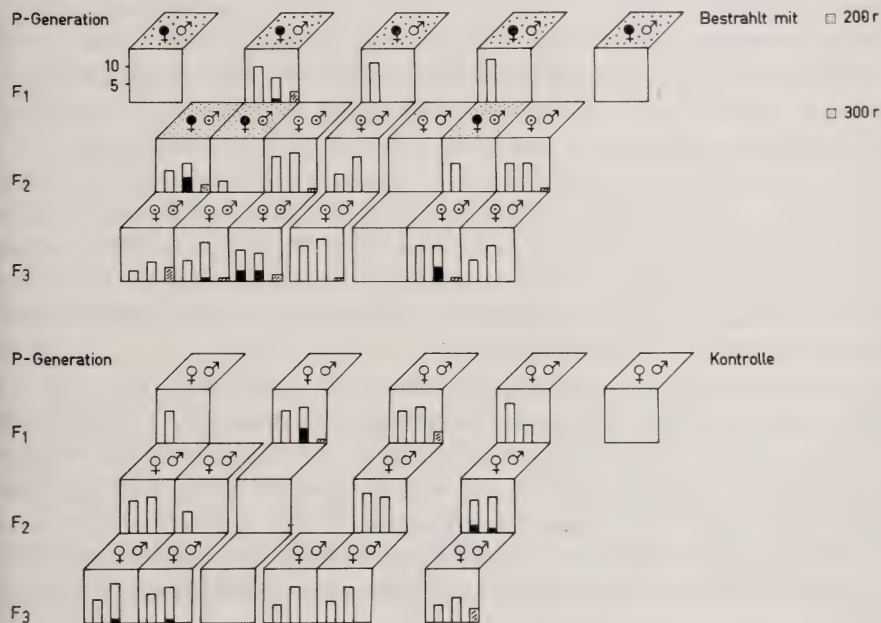 P-Generation ♀ ♂ ♀ ♂ ♀ ♂ ♀ ♂ ♀ ♂ Bestrahlt mit 200 r
10
5
F1
300 r
♀ ♂ ♀ ♂ ♀ ♂ ♀ ♂ ♀ ♂ ♀ ♂ ♀ ♂
F2
♀ ♂ ♀ ♂ ♀ ♂ ♀ ♂ ♀ ♂ ♀ ♂
F3
P-Generation ♀ ♂ ♀ ♂ ♀ ♂ ♀ ♂ ♀ ♂ Kontrolle
F1
♀ ♂ ♀ ♂ ♀ ♂ ♀ ♂
F2
♀ ♂ ♀ ♂ ♀ ♂ ♀ ♂ ♀ ♂
F3